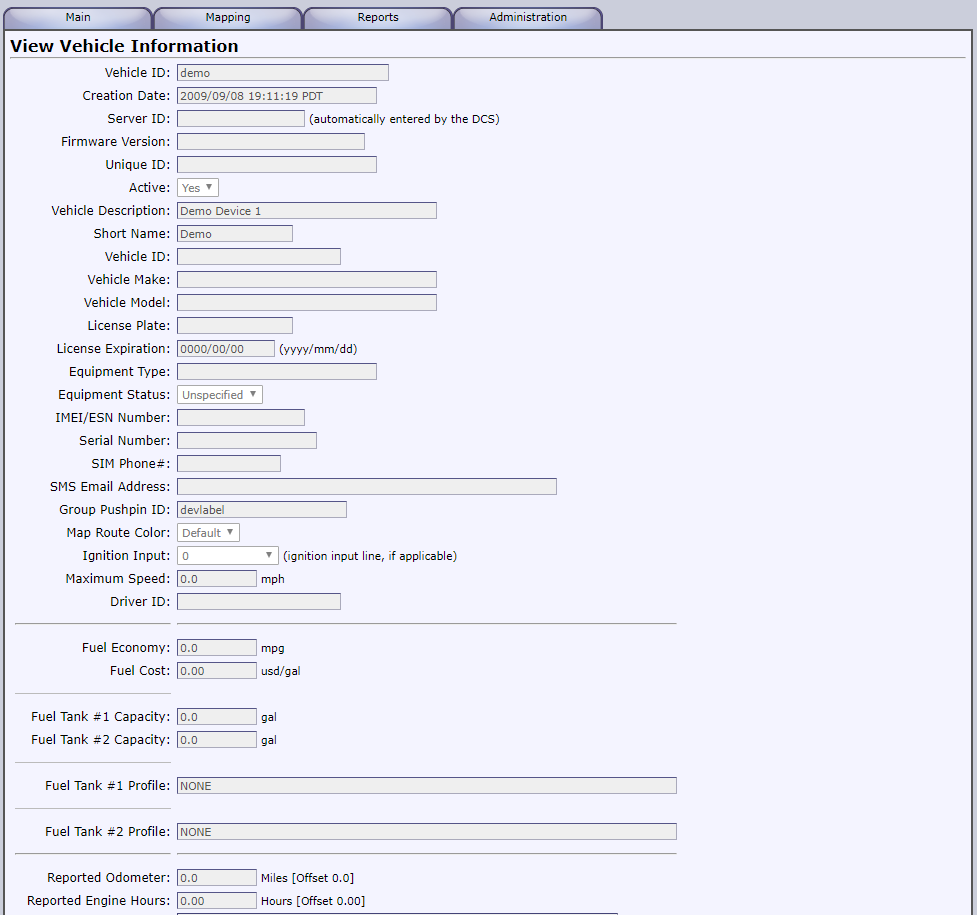 Main Mapping Reports Administration
View Vehicle Information
Vehicle ID: demo
Creation Date: 2009/09/08 19:11:19 PDT
Server ID: (automatically entered by the DCS)
Firmware Version:
Unique ID:
Active: Yes
Vehicle Description: Demo Device 1
Short Name: Demo
Vehicle ID:
Vehicle Make:
Vehicle Model:
License Plate:
License Expiration: 0000/00/00 (yyyy/mm/dd)
Equipment Type:
Equipment Status: Unspecified
IMEI/ESN Number:
Serial Number:
SIM Phone#:
SMS Email Address:
Group Pushpin ID: devlabel
Map Route Color: Default
Ignition Input: 0 (ignition input line, if applicable)
Maximum Speed: 0.0 mph
Driver ID:
Fuel Economy: 0.0 mpg
Fuel Cost: 0.00 usd/gal
Fuel Tank #1 Capacity: 0.0 gal
Fuel Tank #2 Capacity: 0.0 gal
Fuel Tank #1 Profile: NONE
Fuel Tank #2 Profile: NONE
Reported Odometer: 0.0 Miles [Offset 0.0]
Reported Engine Hours: 0.00 Hours [Offset 0.00]